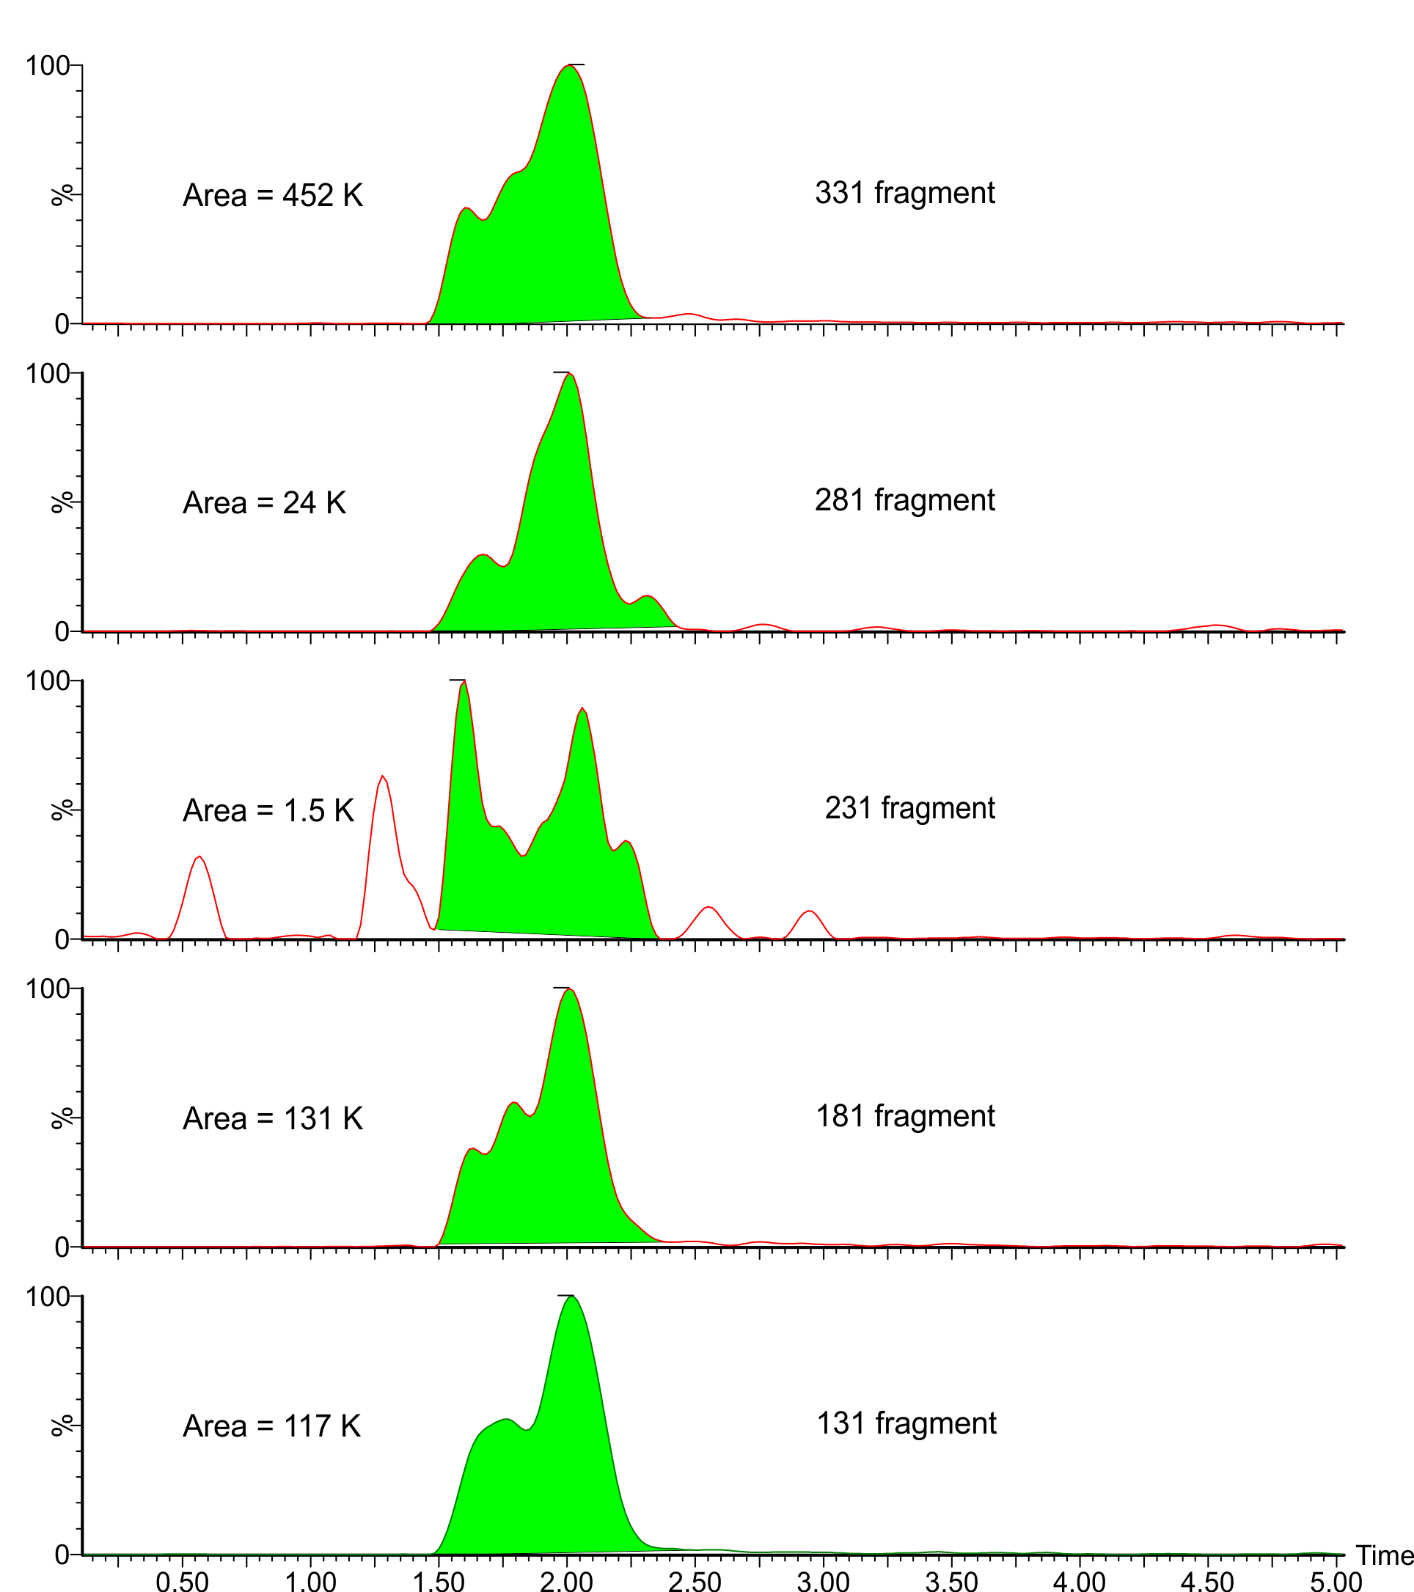 100
%
Area = 452 K
331 fragment
0
100
%
Area = 24 K
281 fragment
0
100
%
Area = 1.5 K
231 fragment
0
100
%
Area = 131 K
181 fragment
0
100
%
Area = 117 K
131 fragment
0
Time
0.50 1.00 1.50 2.00 2.50 3.00 3.50 4.00 4.50 5.00